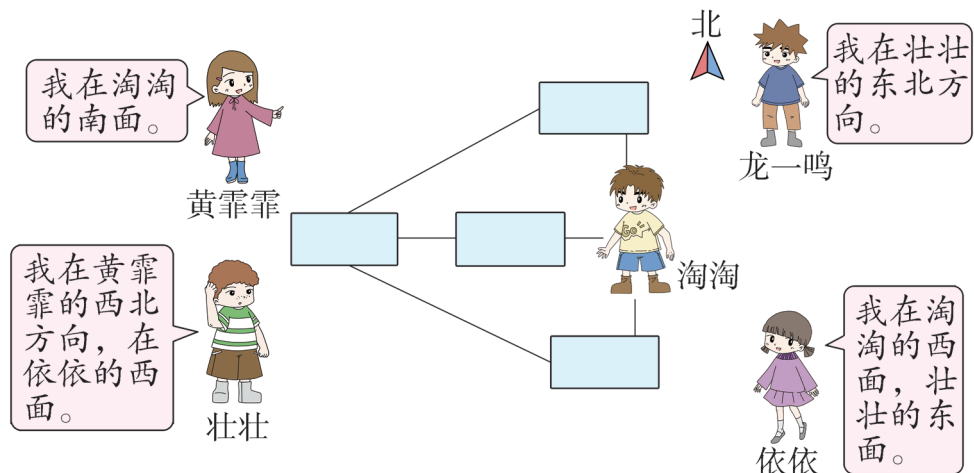 北
我在淘淘
的南面。
黄霏霏
我在壮壮
的东北方
向。
龙一鸣
GOL
淘淘
我在黄霏
霏的西北
方向，在
依依的西
面。
壮壮
我在淘
淘的西
面，壮
壮的东
面。
依依